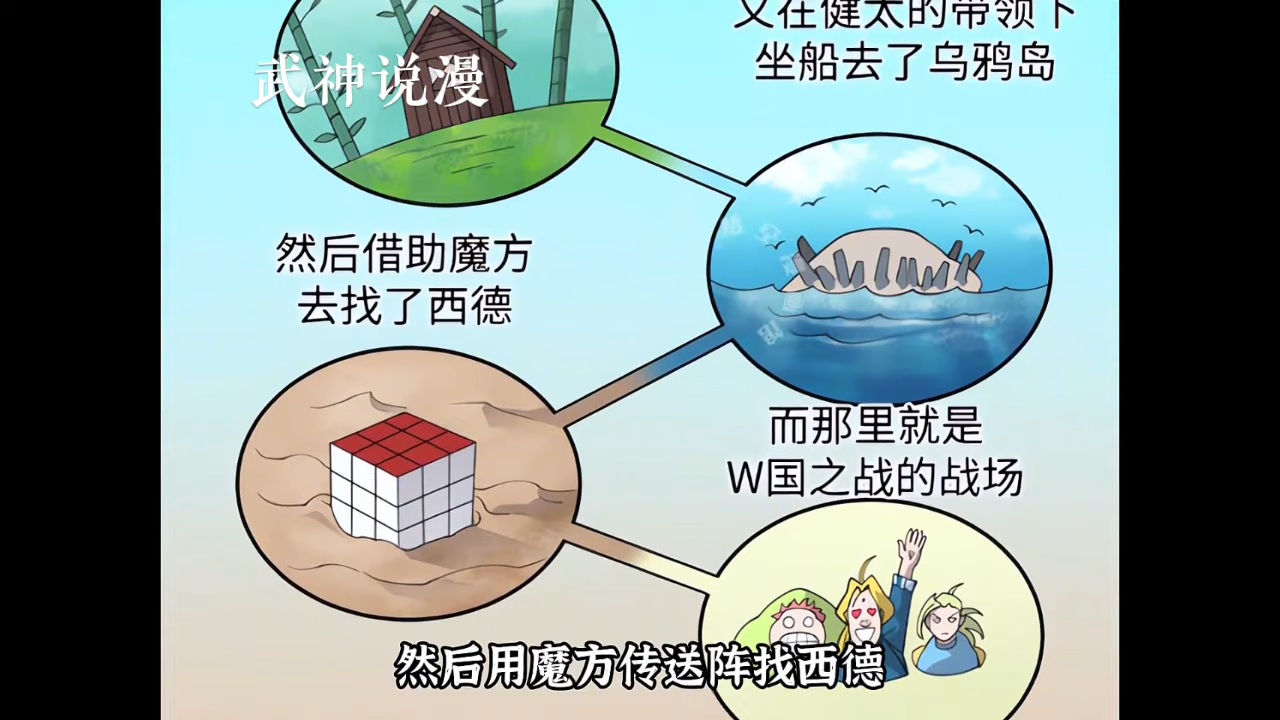 又在健太的带领下
坐船去了乌鸦岛
武神说漫
然后借助魔方
去找了西德
而那里就是
W国之战的战场
然后用魔方传送阵找西德